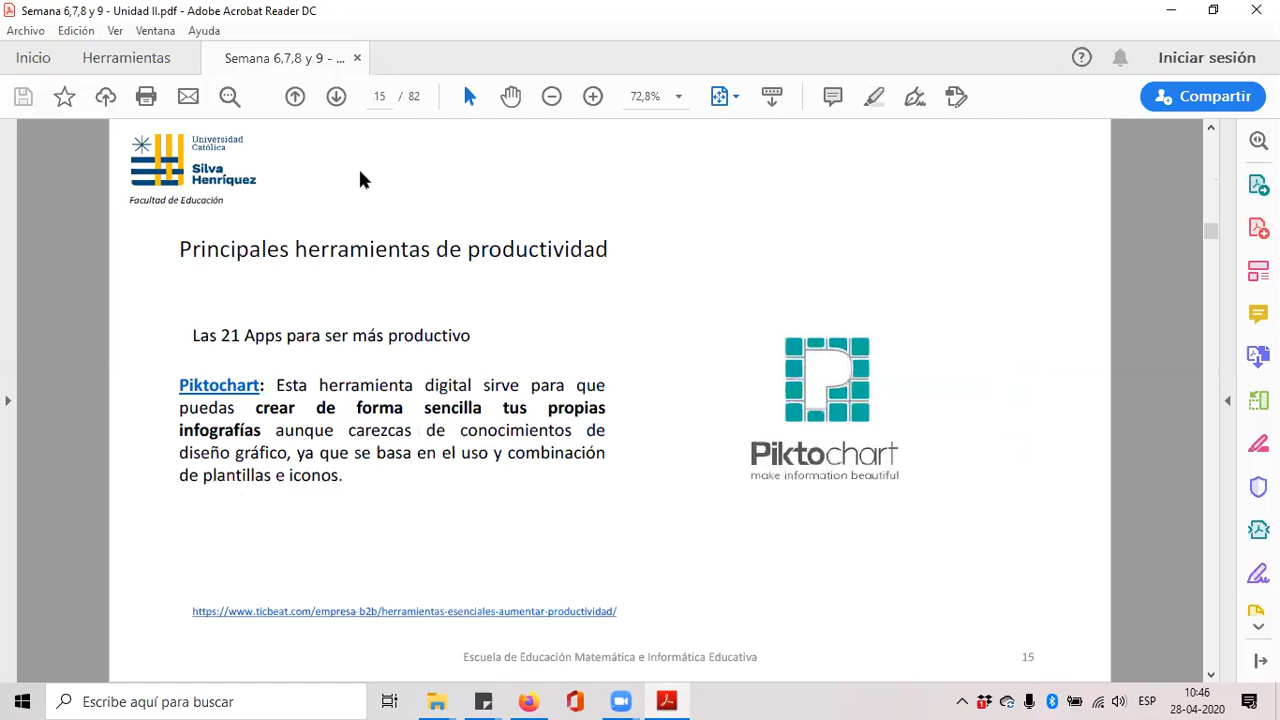 Semana 6,7,8 y 9 - Unidad II.pdf - Adobe Acrobat Reader DC
Archivo Edición Ver Ventana Ayuda
Inicio Herramientas Semana 6,7,8 y 9 - ... × Iniciar sesión
15 / 82 72,8% Compartir
Universidad
Católica
Silva
Henríquez
Facultad de Educación
Principales herramientas de productividad
Las 21 Apps para ser más productivo
Piktochart: Esta herramienta digital sirve para que
puedas crear de forma sencilla tus propias
infografías aunque carezcas de conocimientos de
diseño gráfico, ya que se basa en el uso y combinación
de plantillas e iconos.
Piktochart
make information beautiful
https://www.ticbeat.com/empresa-b2b/herramientas-esenciales-aumentar-productividad/
Escuela de Educación Matemática e Informática Educativa 15
Escribe aquí para buscar
ESP
10:46
28-04-2020